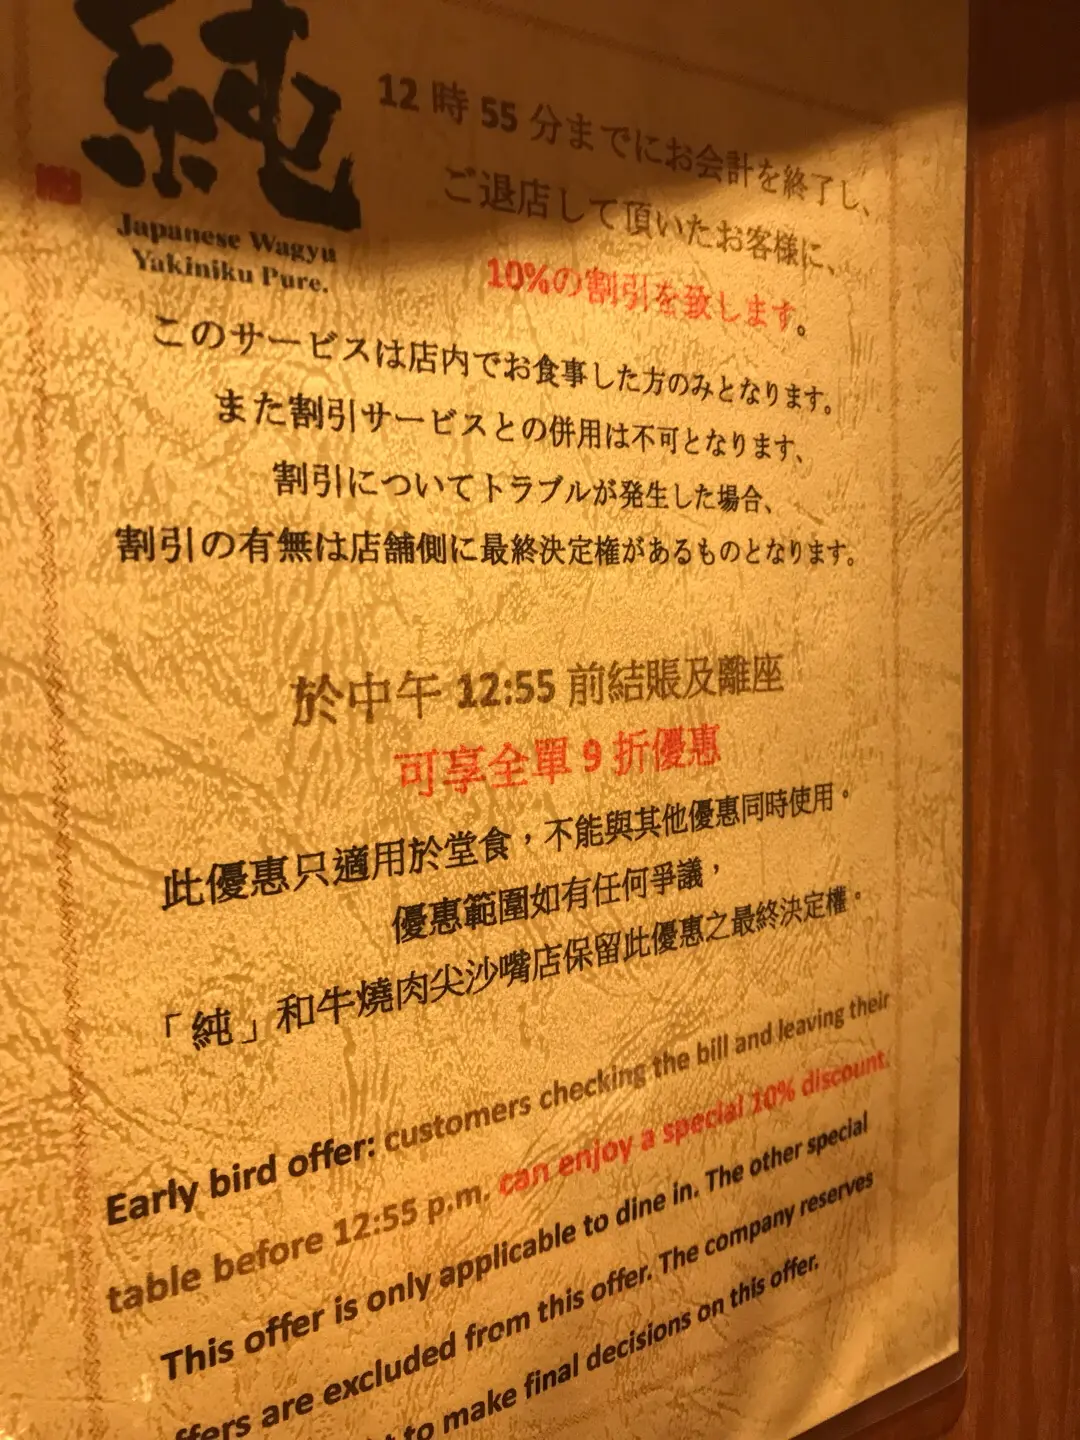 純
Japanese Wagyu
Yakiniku Pure.
12 時 55 分までにお会計を終了し、
ご退店して頂いたお客様に、
10%の割引を致します。
このサービスは店内でお食事した方のみとなります。
また割引サービスとの併用は不可となります、
割引についてトラブルが発生した場合、
割引の有無は店舗側に最終決定権があるものとなります。
於中午 12:55 前結賬及離座
可享全單 9 折優惠
此優惠只適用於堂食，不能與其他優惠同時使用。
優惠範圍如有任何爭議，
「純」和牛燒肉尖沙嘴店保留此優惠之最終決定權。
Early bird offer: customers checking the bill and leaving their
table before 12:55 p.m. can enjoy a special 10% discount.
This offer is only applicable to dine in. The other special
ffers are excluded from this offer. The company reserves
to make final decisions on this offer.